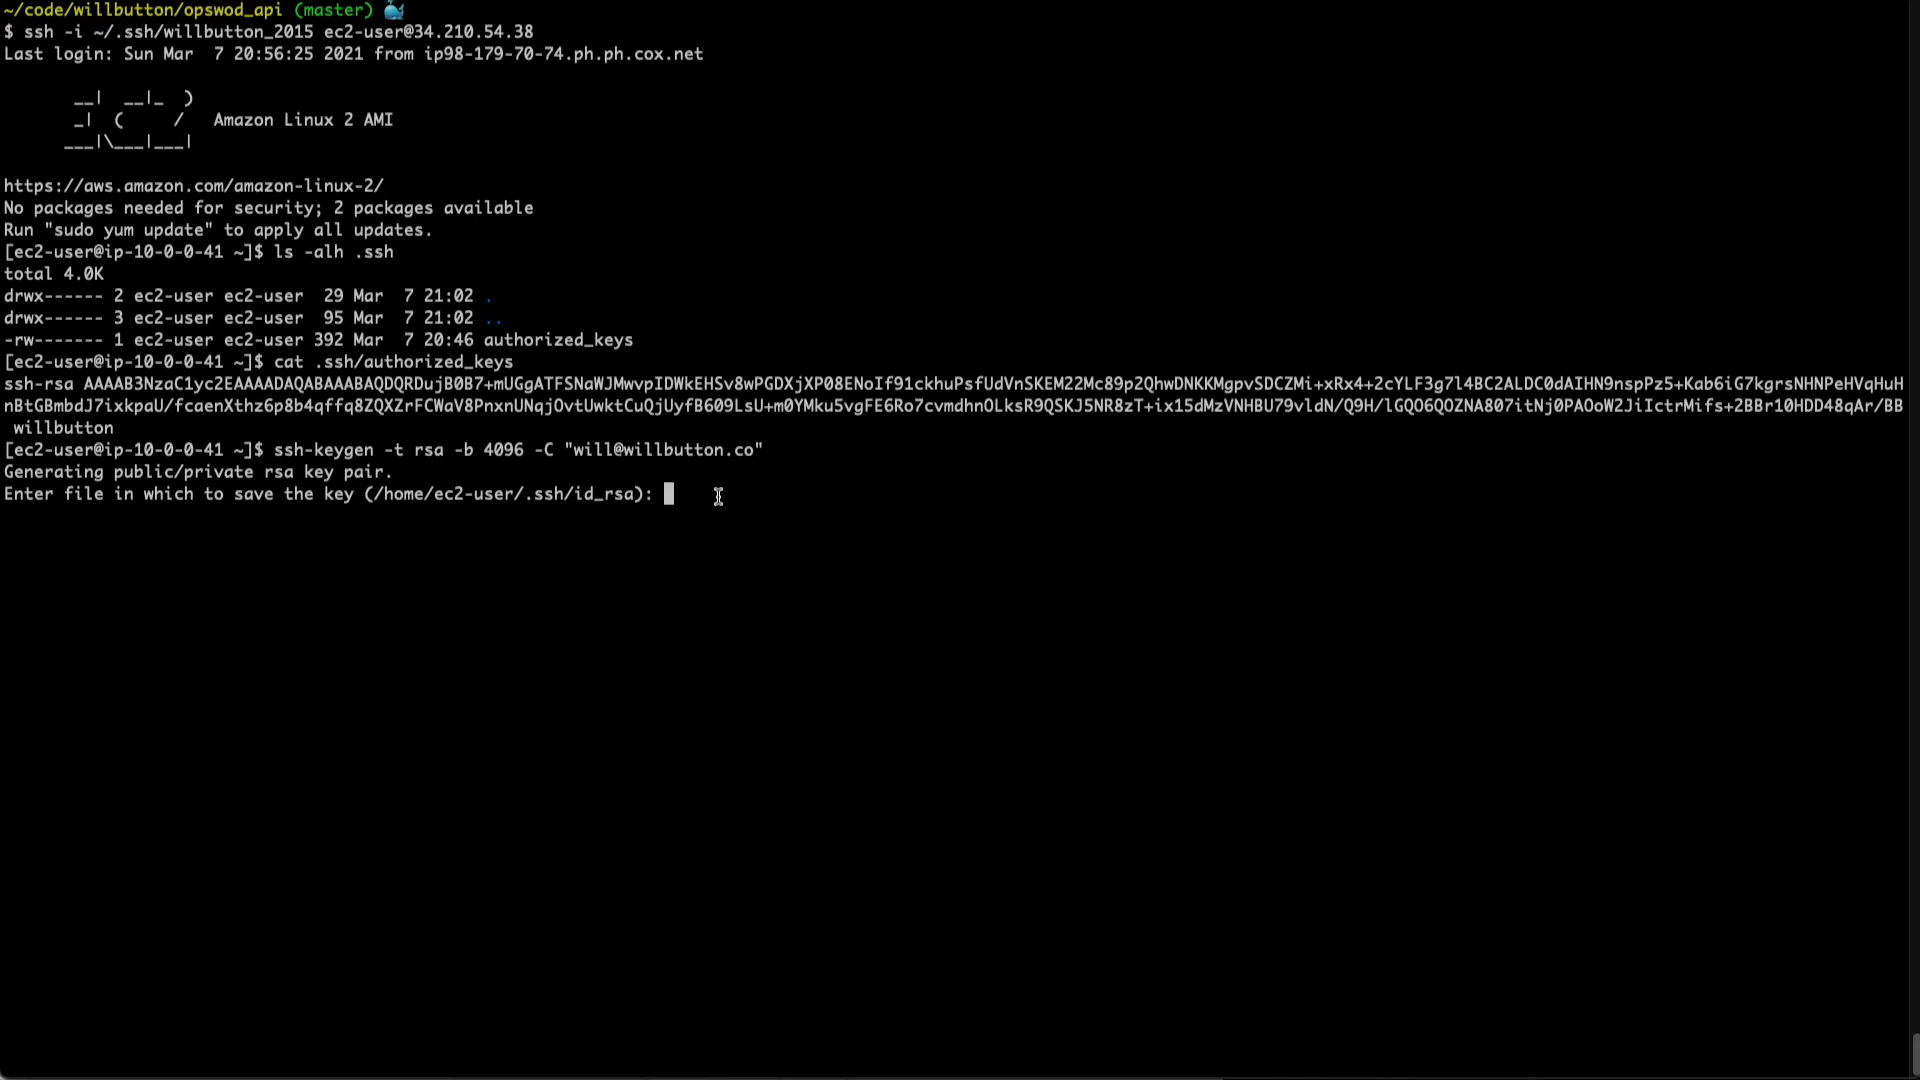 ~/code/willbutton/opswod_api (master) 🐳
$ ssh -i ~/.ssh/willbutton_2015 ec2-user@34.210.54.38
Last login: Sun Mar  7 20:56:25 2021 from ip98-179-70-74.ph.ph.cox.net
       __|  __|_  )
       _|  (     /   Amazon Linux 2 AMI
      ___|\___|___|
https://aws.amazon.com/amazon-linux-2/
No packages needed for security; 2 packages available
Run "sudo yum update" to apply all updates.
[ec2-user@ip-10-0-0-41 ~]$ ls -alh .ssh
total 4.0K
drwx------ 2 ec2-user ec2-user  29 Mar  7 21:02 .
drwx------ 3 ec2-user ec2-user  95 Mar  7 21:02 ..
-rw------- 1 ec2-user ec2-user 392 Mar  7 20:46 authorized_keys
[ec2-user@ip-10-0-0-41 ~]$ cat .ssh/authorized_keys
ssh-rsa AAAAB3NzaC1yc2EAAAADAQABAAABAQDQRDujB0B7+mUGgATFSNaWJMwvpIDWkEHSv8wPGDXjXP08ENoIf91ckhuPsfUdVnSKEM22Mc89p2QhwDNKKMgpvSDCZMi+xRx4+2cYLF3g7l4BC2ALDC0dAIHN9nspPz5+Kab6iG7kgrsNHNPeHVqHuH
nBtGBmbdJ7ixkpaU/fcaenXthz6p8b4qffq8ZQXZrFCWaV8PnxnUNqjOvtUwktCuQjUyfB609LsU+m0YMku5vgFE6Ro7cvmdhnOLksR9QSKJ5NR8zT+ix15dMzVNHBU79vldN/Q9H/lGQO6QOZNA807itNj0PAOoW2JiIctrMifs+2BBr10HDD48qAr/BB
 willbutton
[ec2-user@ip-10-0-0-41 ~]$ ssh-keygen -t rsa -b 4096 -C "will@willbutton.co"
Generating public/private rsa key pair.
Enter file in which to save the key (/home/ec2-user/.ssh/id_rsa):